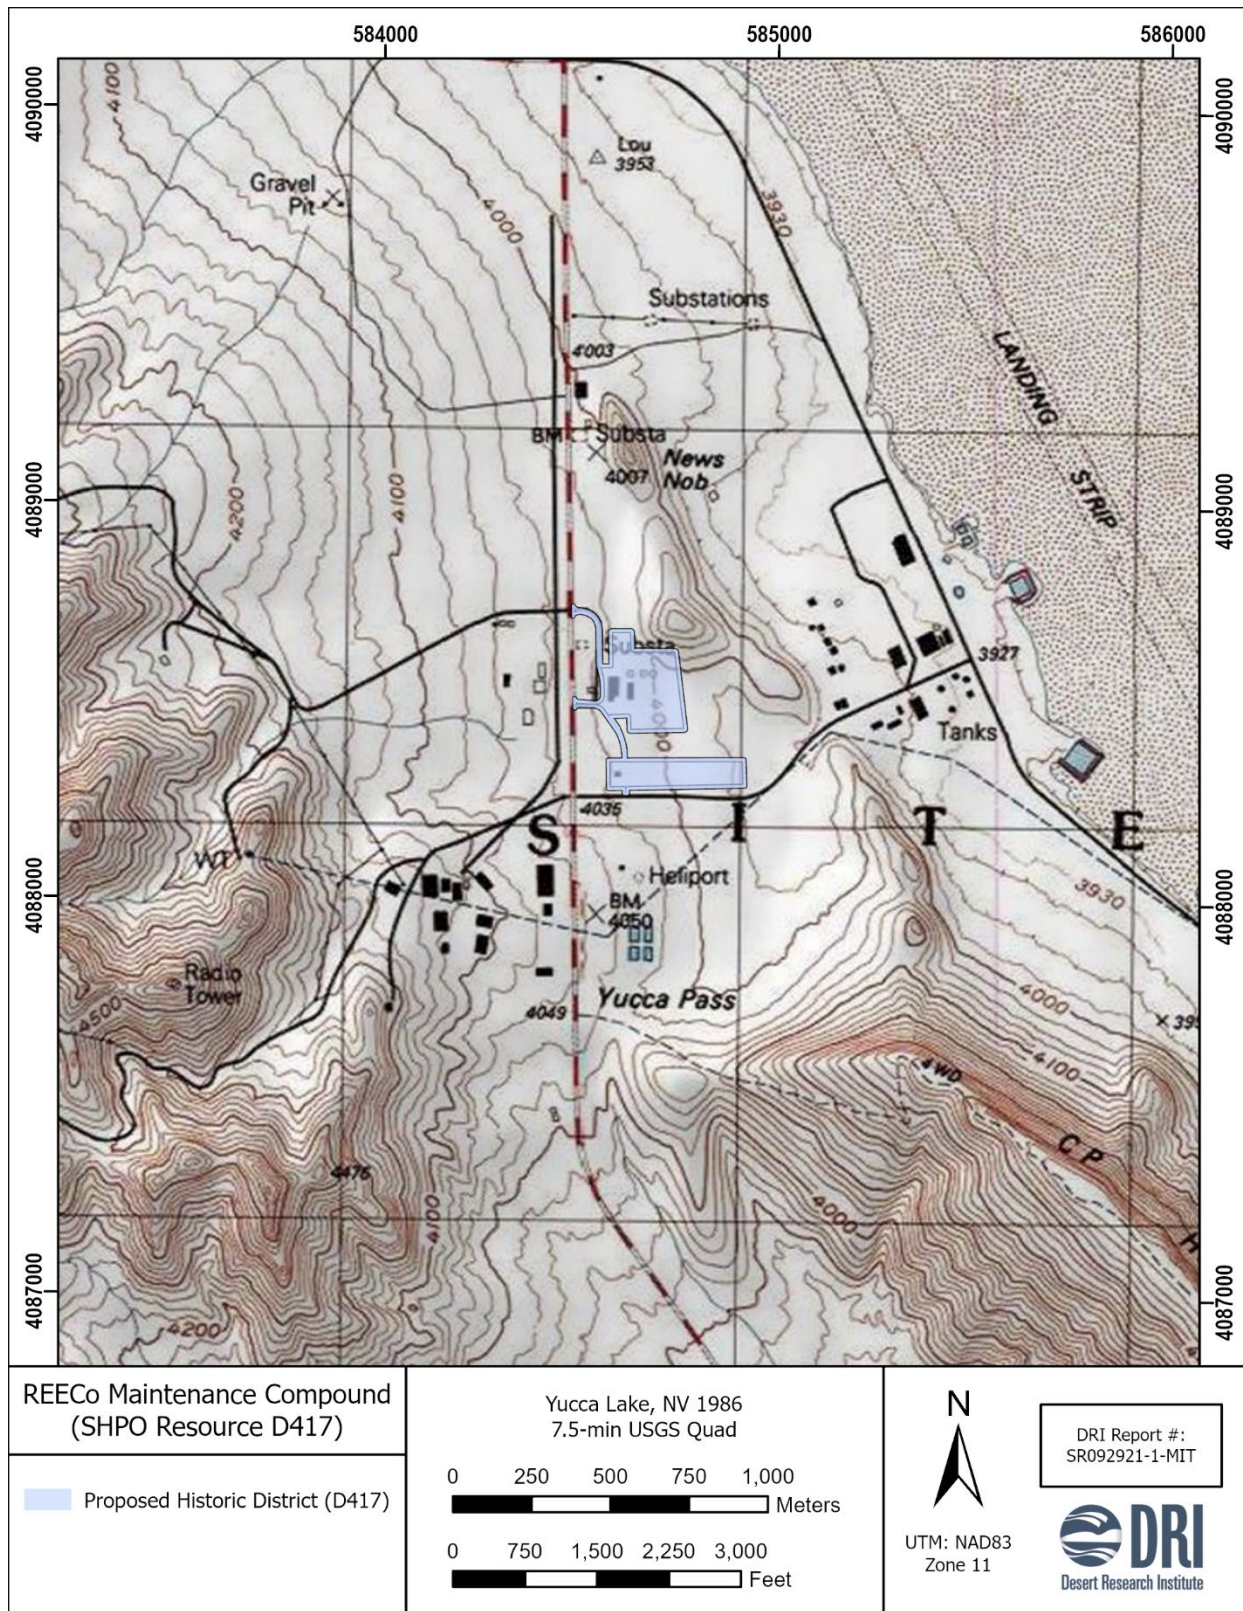 584000
585000
586000
4090000
4090000
4100
Lou
3953
Gravel
Pit
4000
3930
Substations
4003
LANDING
STRIP
BM
Substa
4007
News
Nob
4089000
4089000
4200
4100
Substa
4000
3927
Tanks
4035
S I T E
WT
Heliport
BM
4050
4088000
4088000
3930
Radio
Tower
4500
Yucca Pass
4049
4000
4100
4WD
C P
H
4476
4100
4000
4087000
4087000
4200
REECo Maintenance Compound
(SHPO Resource D417)
Proposed Historic District (D417)
Yucca Lake, NV 1986
7.5-min USGS Quad
0 250 500 750 1,000
Meters
0 750 1,500 2,250 3,000
Feet
N
UTM: NAD83
Zone 11
DRI Report #:
SR092921-1-MIT
DRI
Desert Research Institute